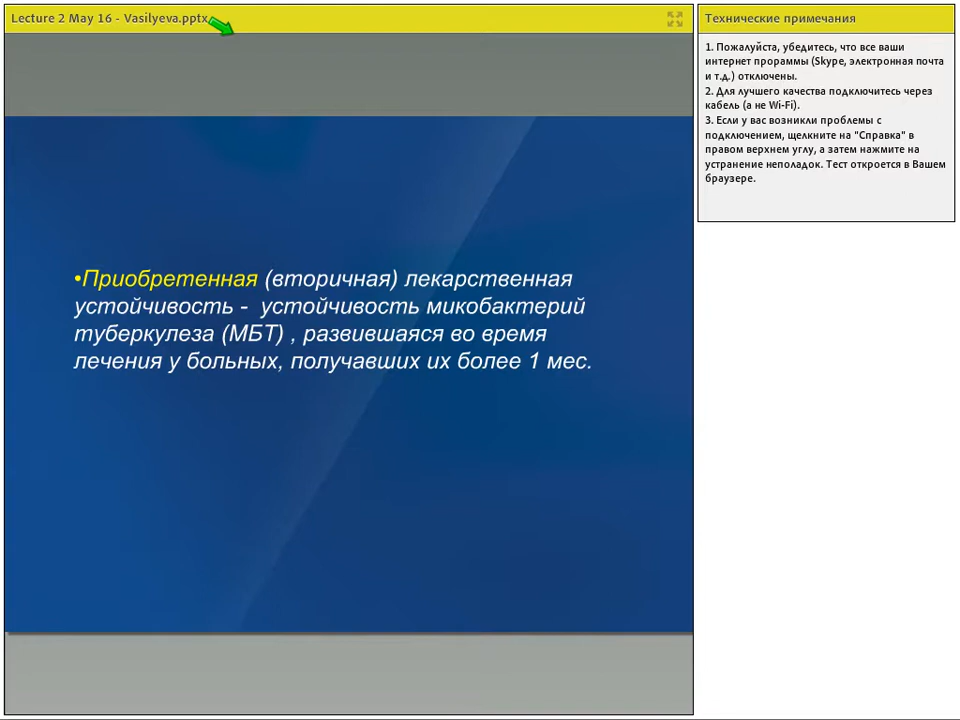 Lecture 2 May 16 - Vasilyeva.pptx
•Приобретенная (вторичная) лекарственная
устойчивость - устойчивость микобактерий
туберкулеза (МБТ) , развившаяся во время
лечения у больных, получавших их более 1 мес.
Технические примечания
1. Пожалуйста, убедитесь, что все ваши
интернет прораммы (Skype, электронная почта
и т.д.) отключены.
2. Для лучшего качества подключитесь через
кабель (а не Wi-Fi).
3. Если у вас возникли проблемы с
подключением, щелкните на "Справка" в
правом верхнем углу, а затем нажмите на
устранение неполадок. Тест откроется в Вашем
браузере.